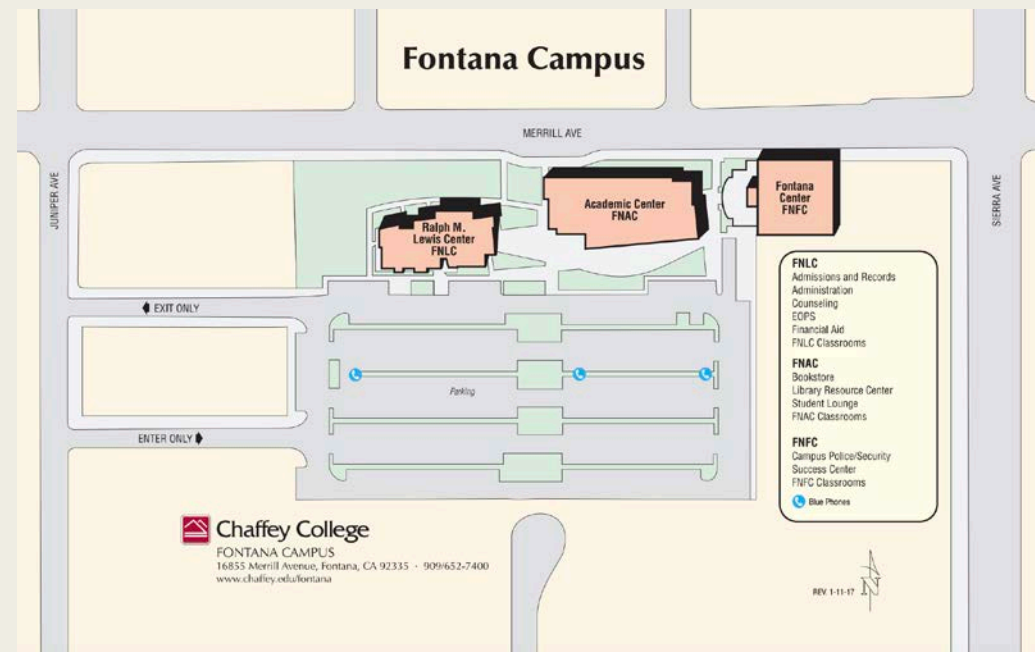 Fontana Campus
MERRILL AVE
JUNIPER AVE
SIERRA AVE
Ralph M.
Lewis Center
FNLC
Academic Center
FNAC
Fontana
Center
FNFC
EXIT ONLY
Parking
ENTER ONLY
FNLC
Admissions and Records
Administration
Counseling
EOPS
Financial Aid
FNLC Classrooms
FNAC
Bookstore
Library Resource Center
Student Lounge
FNAC Classrooms
FNFC
Campus Police/Security
Success Center
FNFC Classrooms
Blue Phones
Chaffey College
FONTANA CAMPUS
16855 Merrill Avenue, Fontana, CA 92335 · 909/652-7400
www.chaffey.edu/fontana
REV. 1-11-17